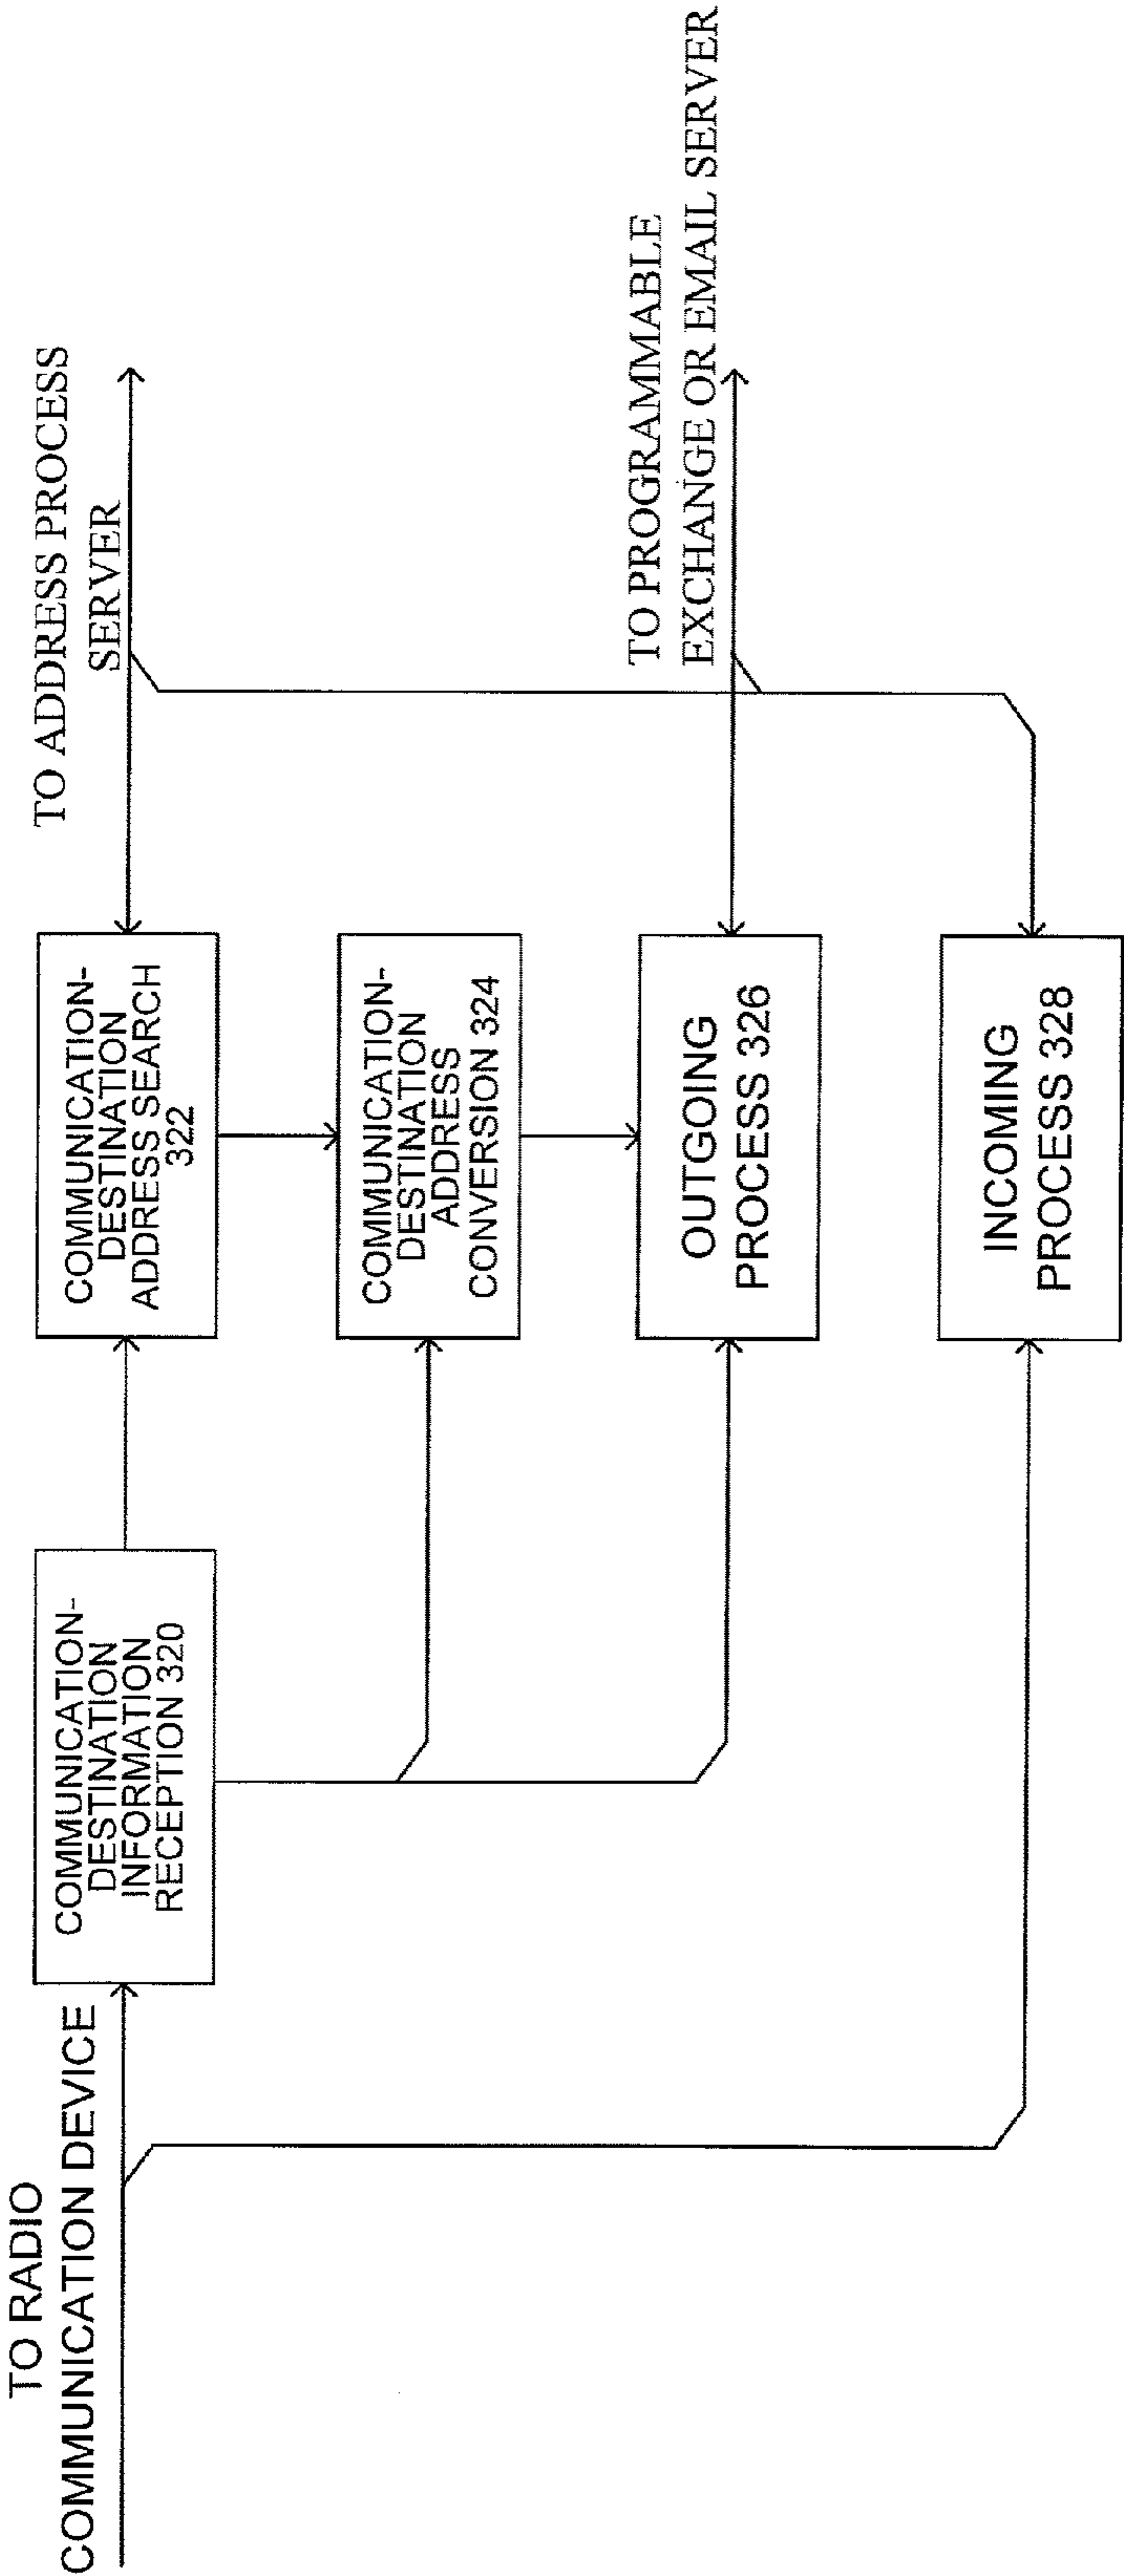 TO RADIO
COMMUNICATION DEVICE
COMMUNICATION-
DESTINATION
INFORMATION
RECEPTION 320
COMMUNICATION-
DESTINATION
ADDRESS SEARCH
322
TO ADDRESS PROCESS
SERVER
COMMUNICATION-
DESTINATION
ADDRESS
CONVERSION 324
OUTGOING
PROCESS 326
TO PROGRAMMABLE
EXCHANGE OR EMAIL SERVER
INCOMING
PROCESS 328